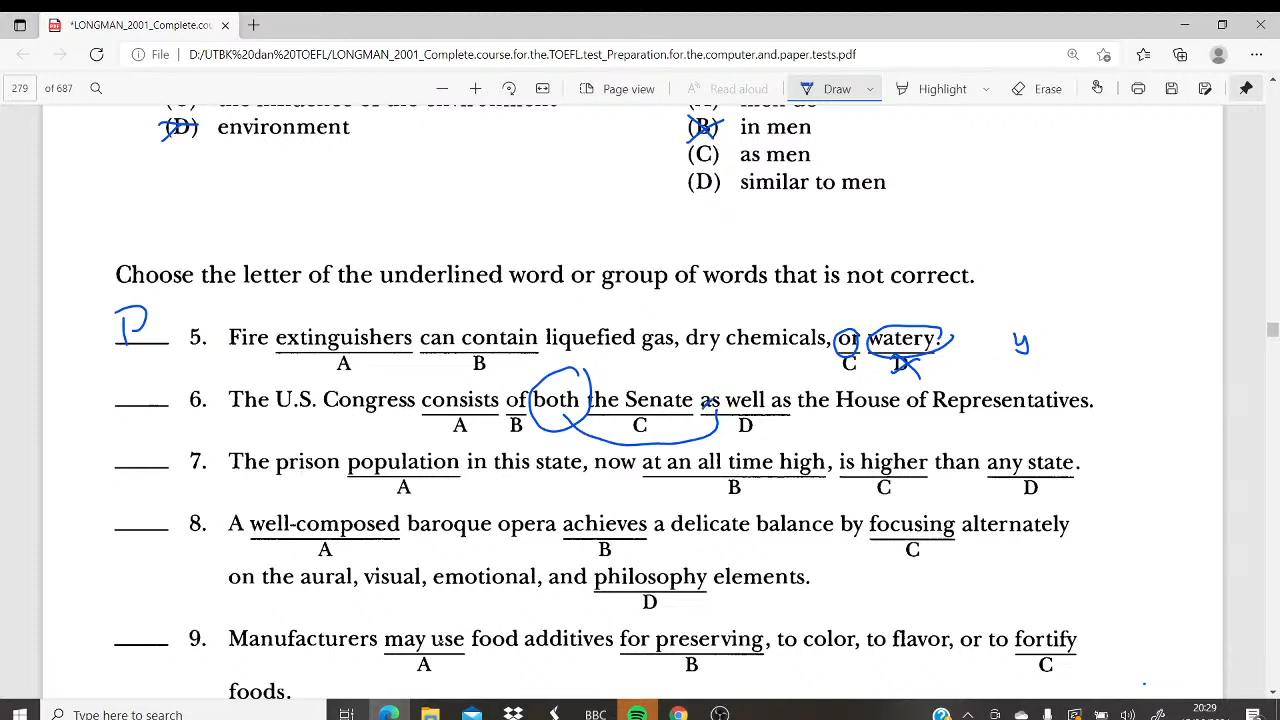 *LONGMAN_2001_Complete.cou
File D:/UTBK%20dan%20TOEFL/LONGMAN_2001_Complete.course.for.the.TOEFL.test_Preparation.for.the.computer.and.paper.tests.pdf
279 of 687 Page view Read aloud Draw Highlight Erase
(D) environment
(B) in men
(C) as men
(D) similar to men
Choose the letter of the underlined word or group of words that is not correct.
5. Fire extinguishers can contain liquefied gas, dry chemicals, or watery. y
A B C D
6. The U.S. Congress consists of both the Senate as well as the House of Representatives.
A B C D
7. The prison population in this state, now at an all time high, is higher than any state.
A B C D
8. A well-composed baroque opera achieves a delicate balance by focusing alternately
A B C
on the aural, visual, emotional, and philosophy elements.
D
9. Manufacturers may use food additives for preserving, to color, to flavor, or to fortify
A B C
foods.
Type here to search BBC 20:29